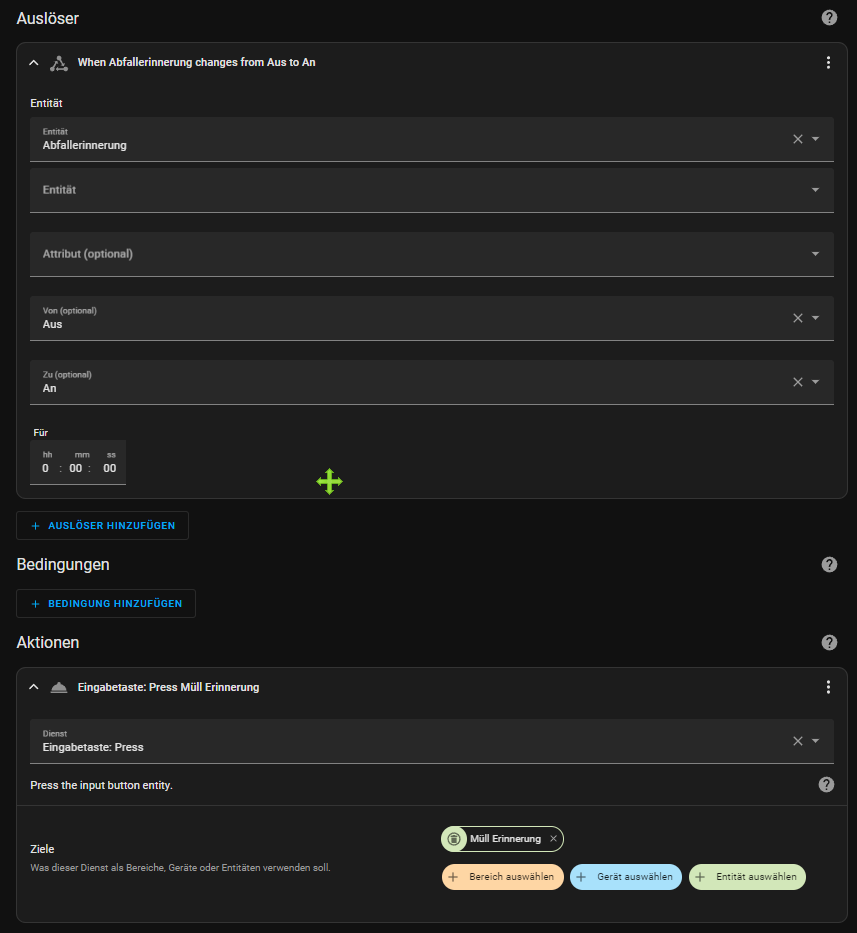 Auslöser
When Abfallerinnerung changes from Aus to An
Entität
Entität
Abfallerinnerung
Entität
Attribut (optional)
Von (optional)
Aus
Zu (optional)
An
Für
hh mm ss
0 : 00 : 00
+ AUSLÖSER HINZUFÜGEN
Bedingungen
+ BEDINGUNG HINZUFÜGEN
Aktionen
Eingabetaste: Press Müll Erinnerung
Dienst
Eingabetaste: Press
Press the input button entity.
Müll Erinnerung
Ziele
Was dieser Dienst als Bereiche, Geräte oder Entitäten verwenden soll.
+ Bereich auswählen + Gerät auswählen + Entität auswählen